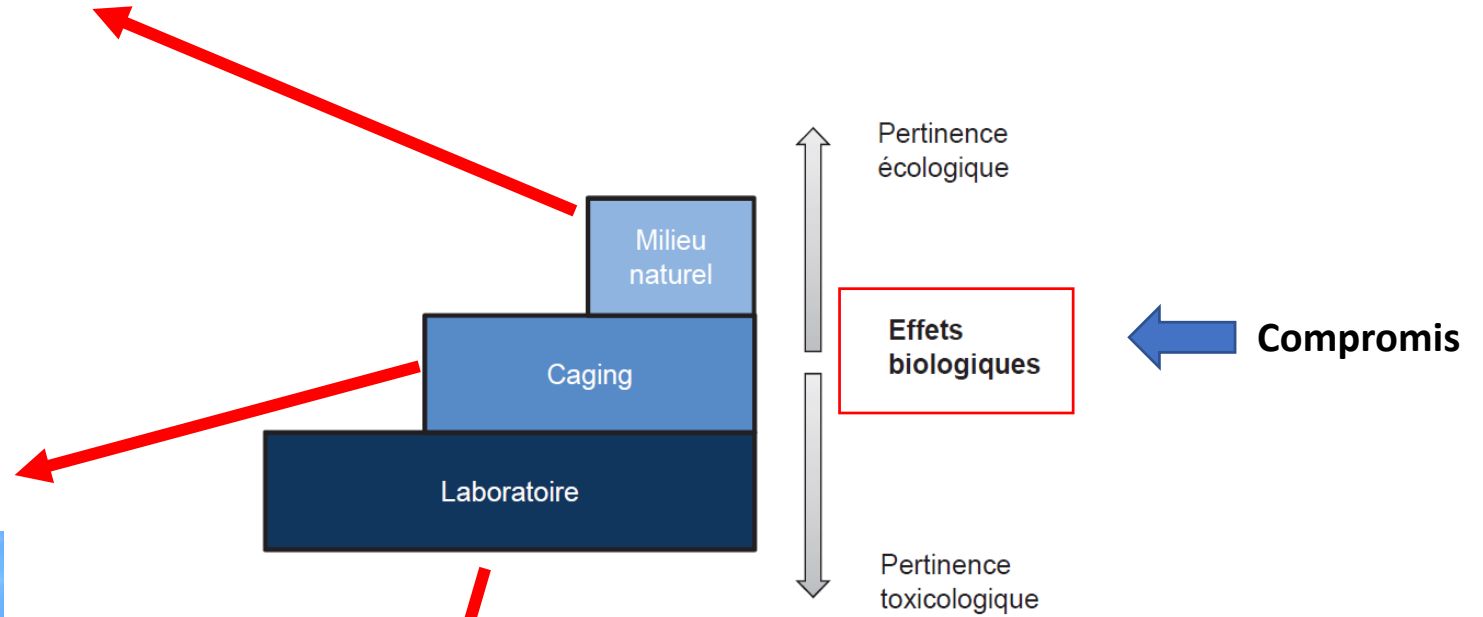 Pertinence
écologique
Milieu
naturel
Effets
biologiques
Compromis
Caging
Laboratoire
Pertinence
toxicologique